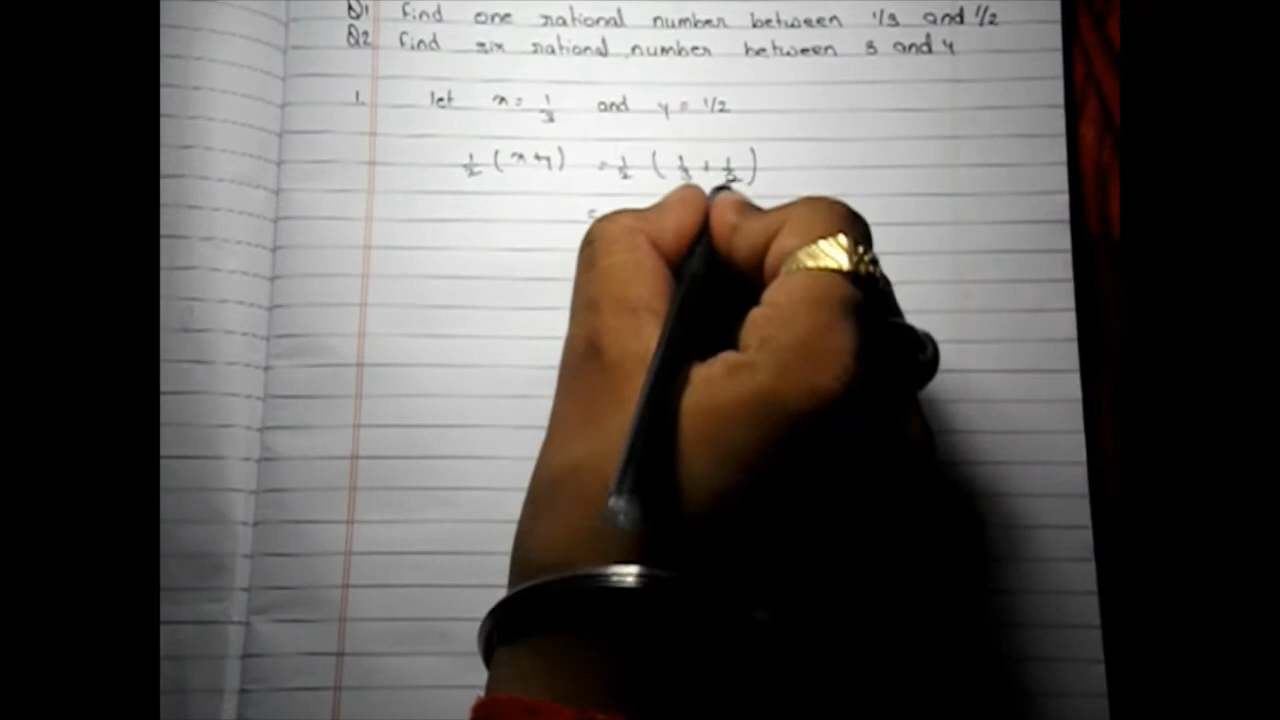 Q1 find one rational number between 1/3 and 1/2
Q2 find six rational number between 3 and 4
1. let x = 1/3 and y = 1/2
1/2 (x+y) = 1/2 (1/3 + 1/2)
=